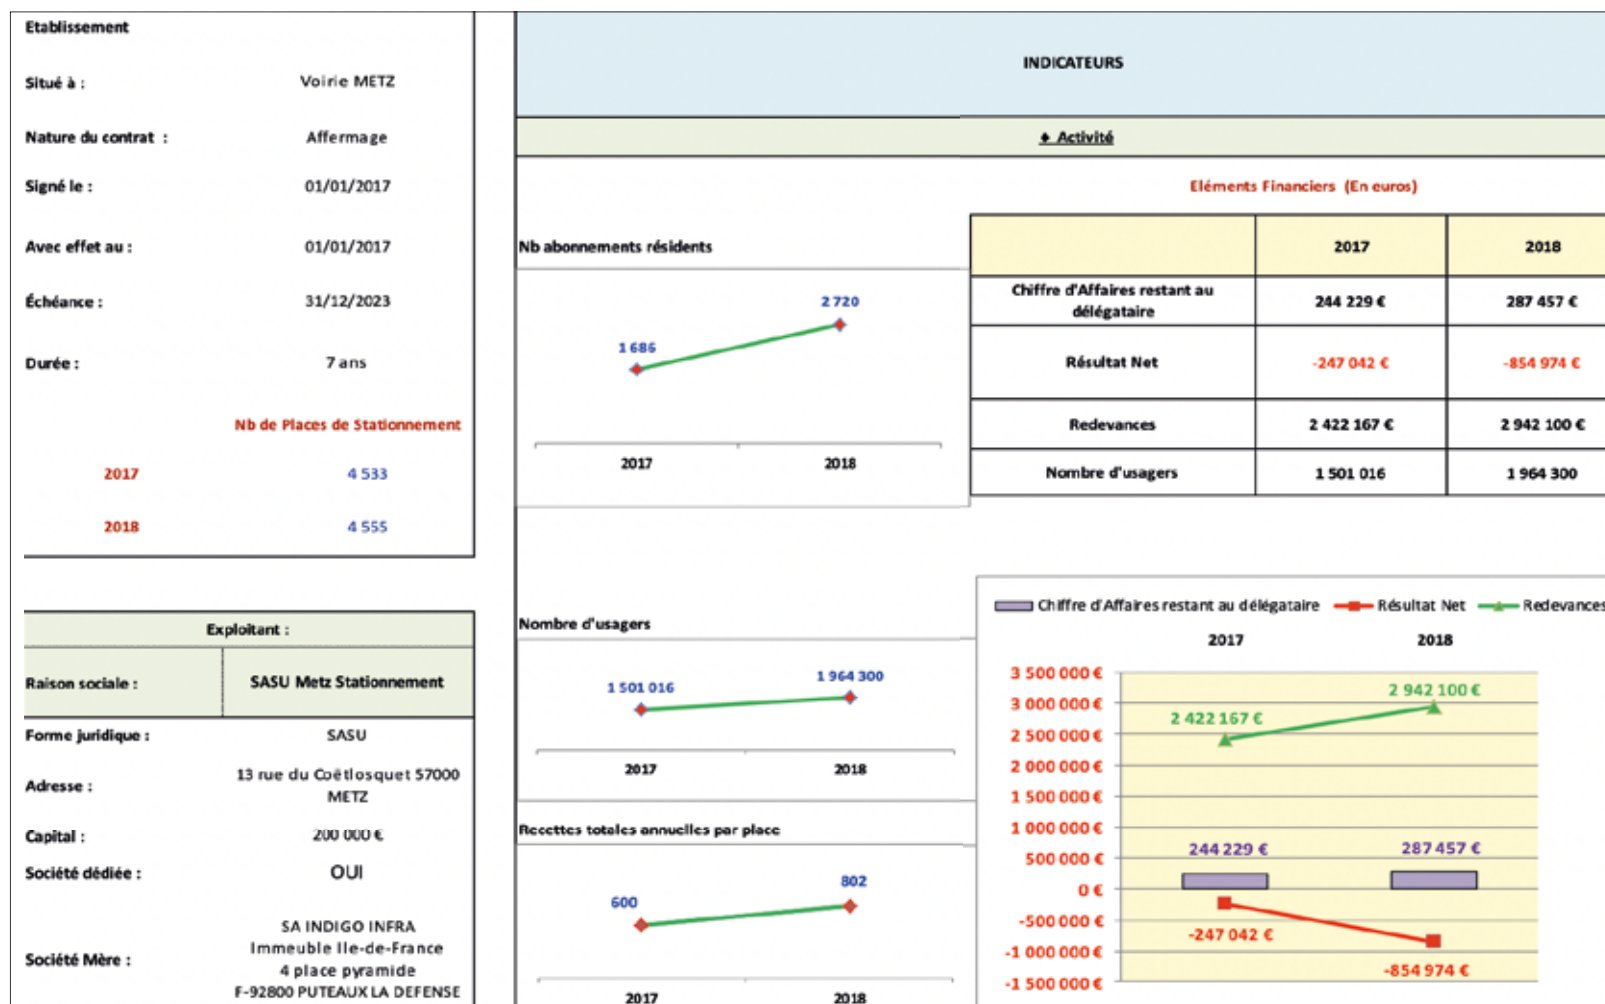 Etablissement
Situé à : Voirie METZ
Nature du contrat : Affermage
Signé le : 01/01/2017
Avec effet au : 01/01/2017
Échéance : 31/12/2023
Durée : 7 ans
Nb de Places de Stationnement
2017 4 533
2018 4 555
Exploitant :
Raison sociale : SASU Metz Stationnement
Forme juridique : SASU
Adresse : 13 rue du Coëtlosquet 57000
METZ
Capital : 200 000 €
Société dédiée : OUI
Société Mère : SA INDIGO INFRA
Immeuble Ile-de-France
4 place pyramide
F-92800 PUTEAUX LA DEFENSE
INDICATEURS
♦ Activité
Nb abonnements résidents
1 686
2 720
2017 2018
Eléments Financiers (En euros)
2017 2018
Chiffre d'Affaires restant au
délégataire 244 229 € 287 457 €
Résultat Net -247 042 € -854 974 €
Redevances 2 422 167 € 2 942 100 €
Nombre d'usagers 1 501 016 1 964 300
Nombre d'usagers
1 501 016
1 964 300
2017 2018
Recettes totales annuelles par place
600
802
2017 2018
Chiffre d'Affaires restant au délégataire Résultat Net Redevances
2017 2018
3 500 000 €
3 000 000 €
2 500 000 €
2 000 000 €
1 500 000 €
1 000 000 €
500 000 €
0 €
-500 000 €
-1 000 000 €
-1 500 000 €
2 422 167 €
2 942 100 €
244 229 €
287 457 €
-247 042 €
-854 974 €